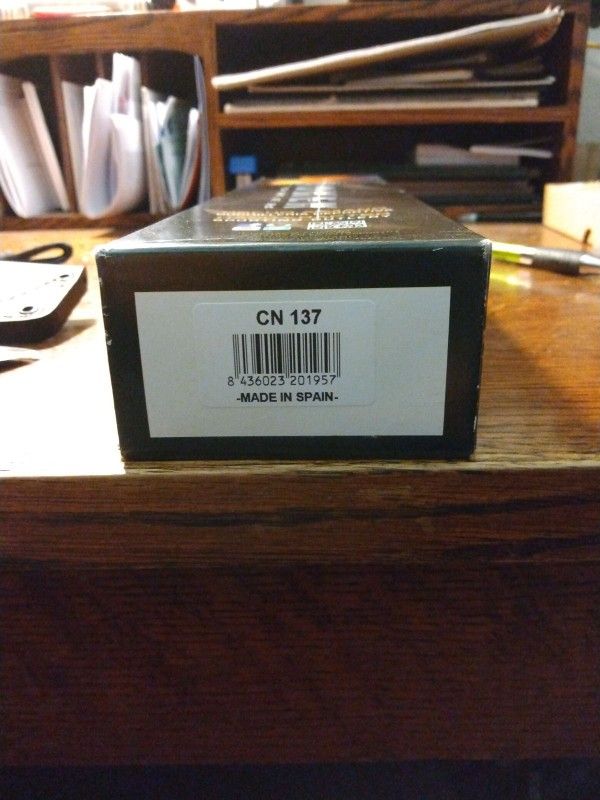 CN 137
8 436023 201957
-MADE IN SPAIN-